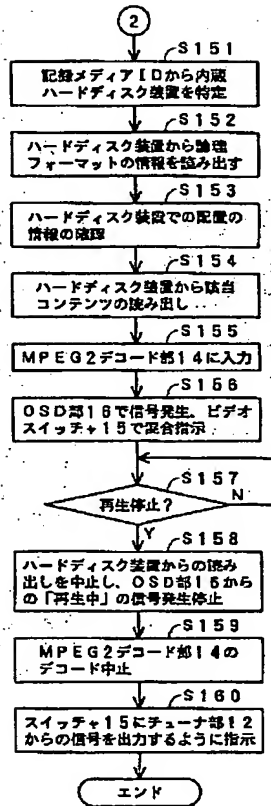 2
S151
記録メディアIDから内蔵
ハードディスク装置を特定
S152
ハードディスク装置から論理
フォーマットの情報を読み出す
S153
ハードディスク装置での配置の
情報の確認
S154
ハードディスク装置から該当
コンテンツの読み出し
S155
MPEG2デコード部14に入力
S156
OSD部16で信号発生、ビデオ
スイッチャ15で混合指示
S157
再生停止?
N
Y
S158
ハードディスク装置からの読み
出しを中止し、OSD部16から
の「再生中」の信号発生停止
S159
MPEG2デコード部14の
デコード中止
S160
スイッチャ15にチューナ部12
からの信号を出力するように指示
エンド